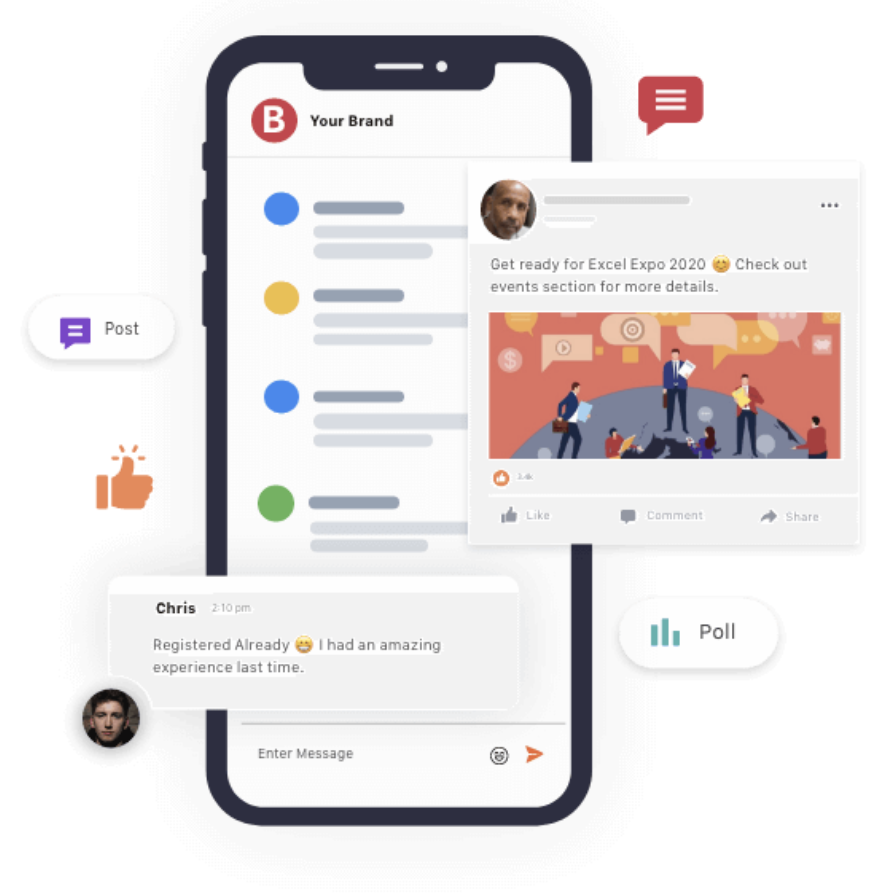 B Your Brand
Get ready for Excel Expo 2020 😊 Check out
events section for more details.
Post
3.4k
Like Comment Share
Chris 2:10 pm
Registered Already 😁 I had an amazing
experience last time.
Poll
Enter Message